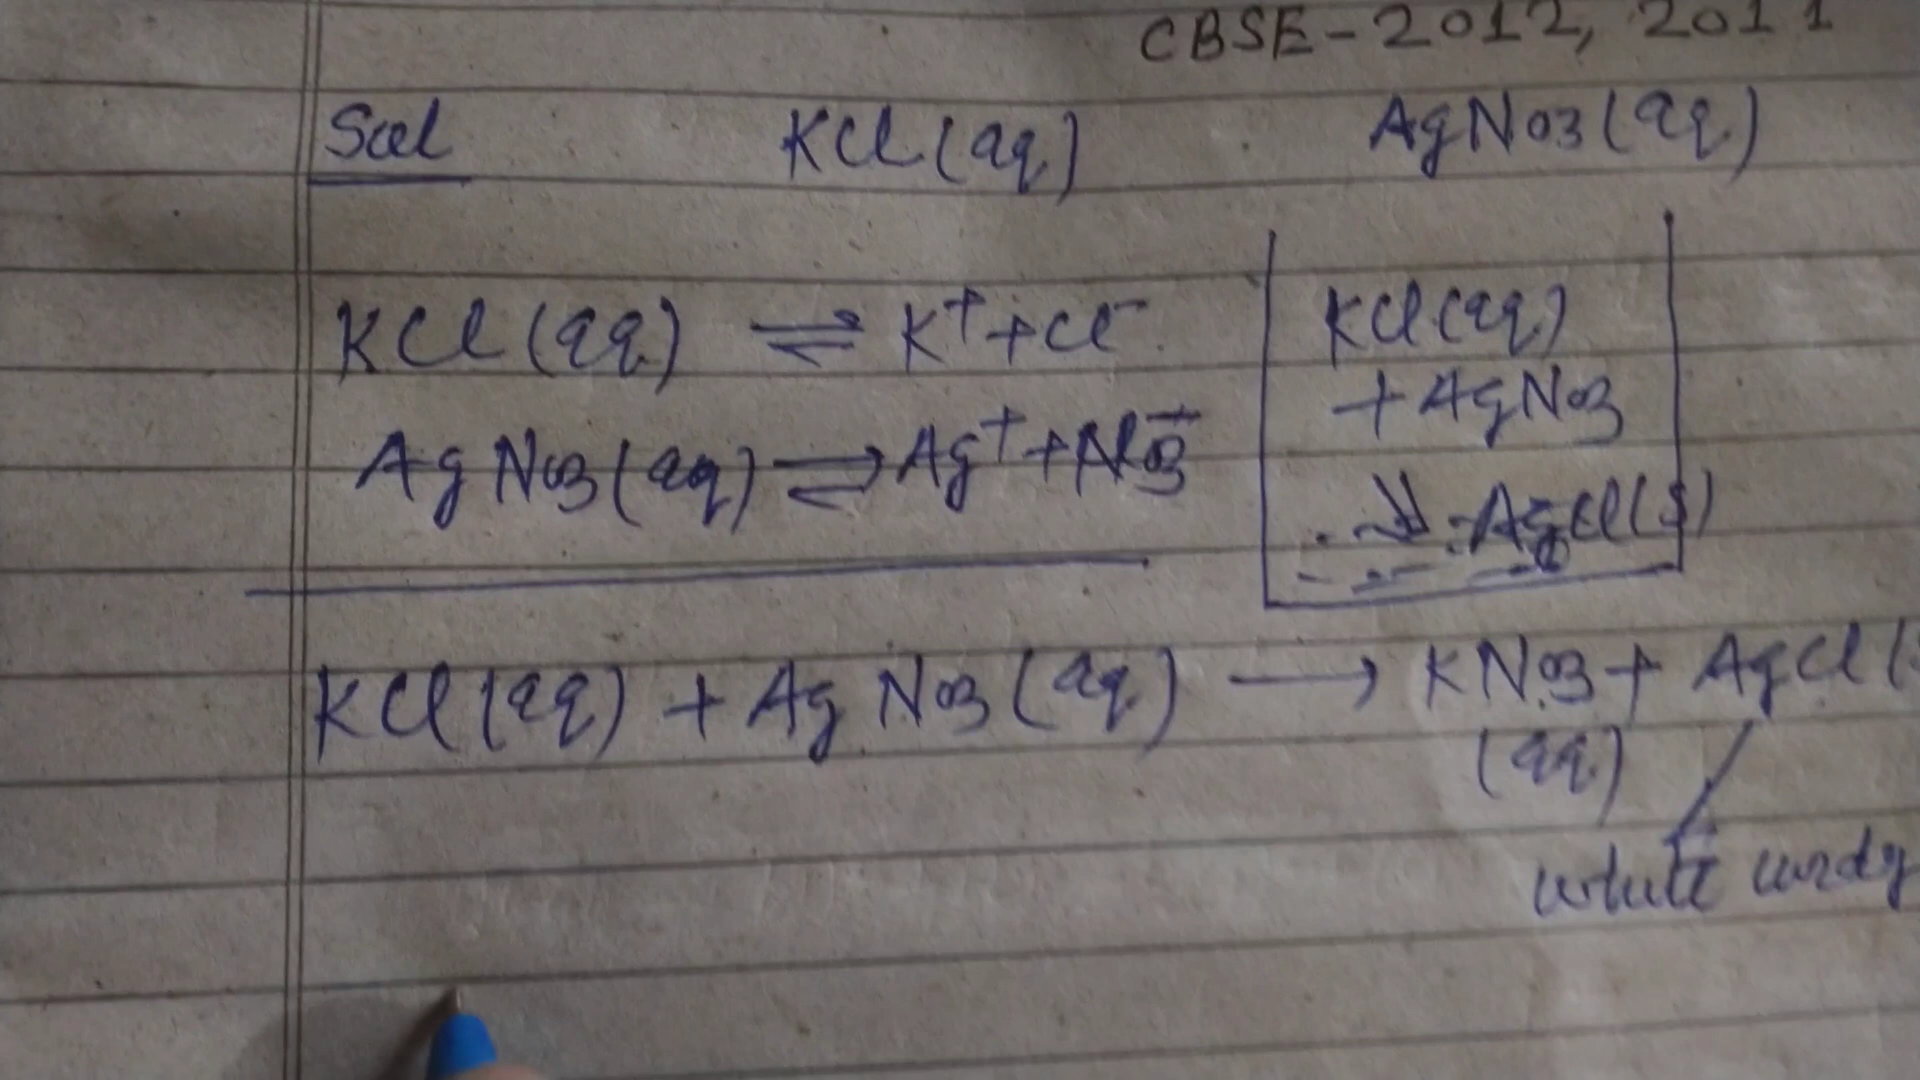 CBSE-2012, 2011
Sol KCl(aq) AgNO3(aq)
KCl(aq) ⇌ K⁺+Cl⁻
AgNO3(aq) ⇌ Ag⁺+NO3⁻
KCl(aq)
+AgNO3
AgCl(s)
KCl(aq) + AgNO3(aq) → KNO3 + AgCl(
(aq)
white